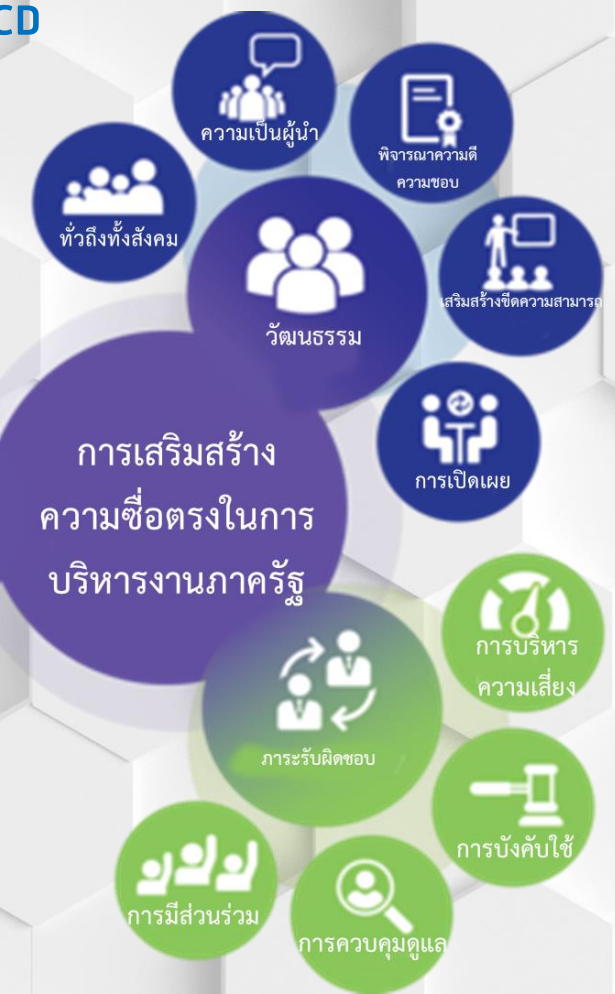 CD
ความเป็นผู้นำ
พิจารณาความดี
ความชอบ
ทั่วถึงทั้งสังคม
เสริมสร้างขีดความสามารถ
วัฒนธรรม
การเปิดเผย
การเสริมสร้าง
ความซื่อตรงในการ
บริหารงานภาครัฐ
การบริหาร
ความเสี่ยง
ภาระรับผิดชอบ
การบังคับใช้
การมีส่วนร่วม
การควบคุมดูแล